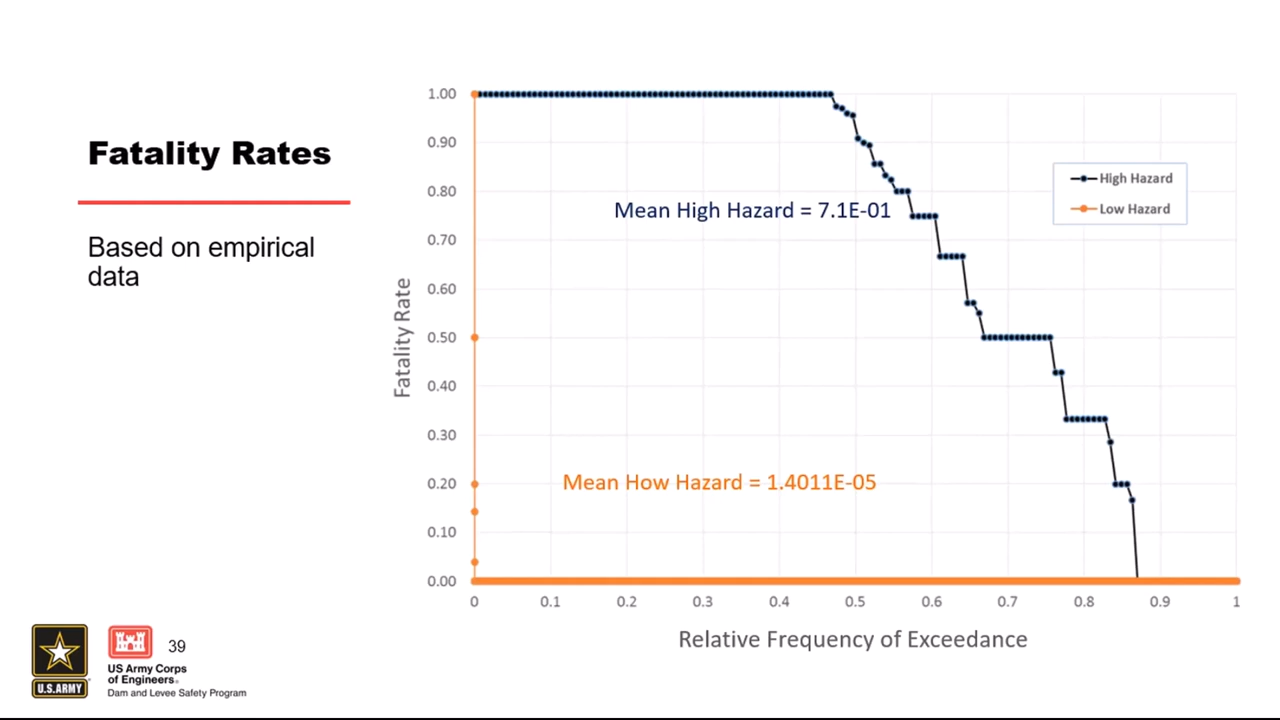 Fatality Rates
Based on empirical
data
Fatality Rate
1.00
0.90
0.80
0.70
0.60
0.50
0.40
0.30
0.20
0.10
0.00
Mean High Hazard = 7.1E-01
Mean How Hazard = 1.4011E-05
High Hazard
Low Hazard
0 0.1 0.2 0.3 0.4 0.5 0.6 0.7 0.8 0.9 1
Relative Frequency of Exceedance
U.S.ARMY
39
US Army Corps
of Engineers®
Dam and Levee Safety Program